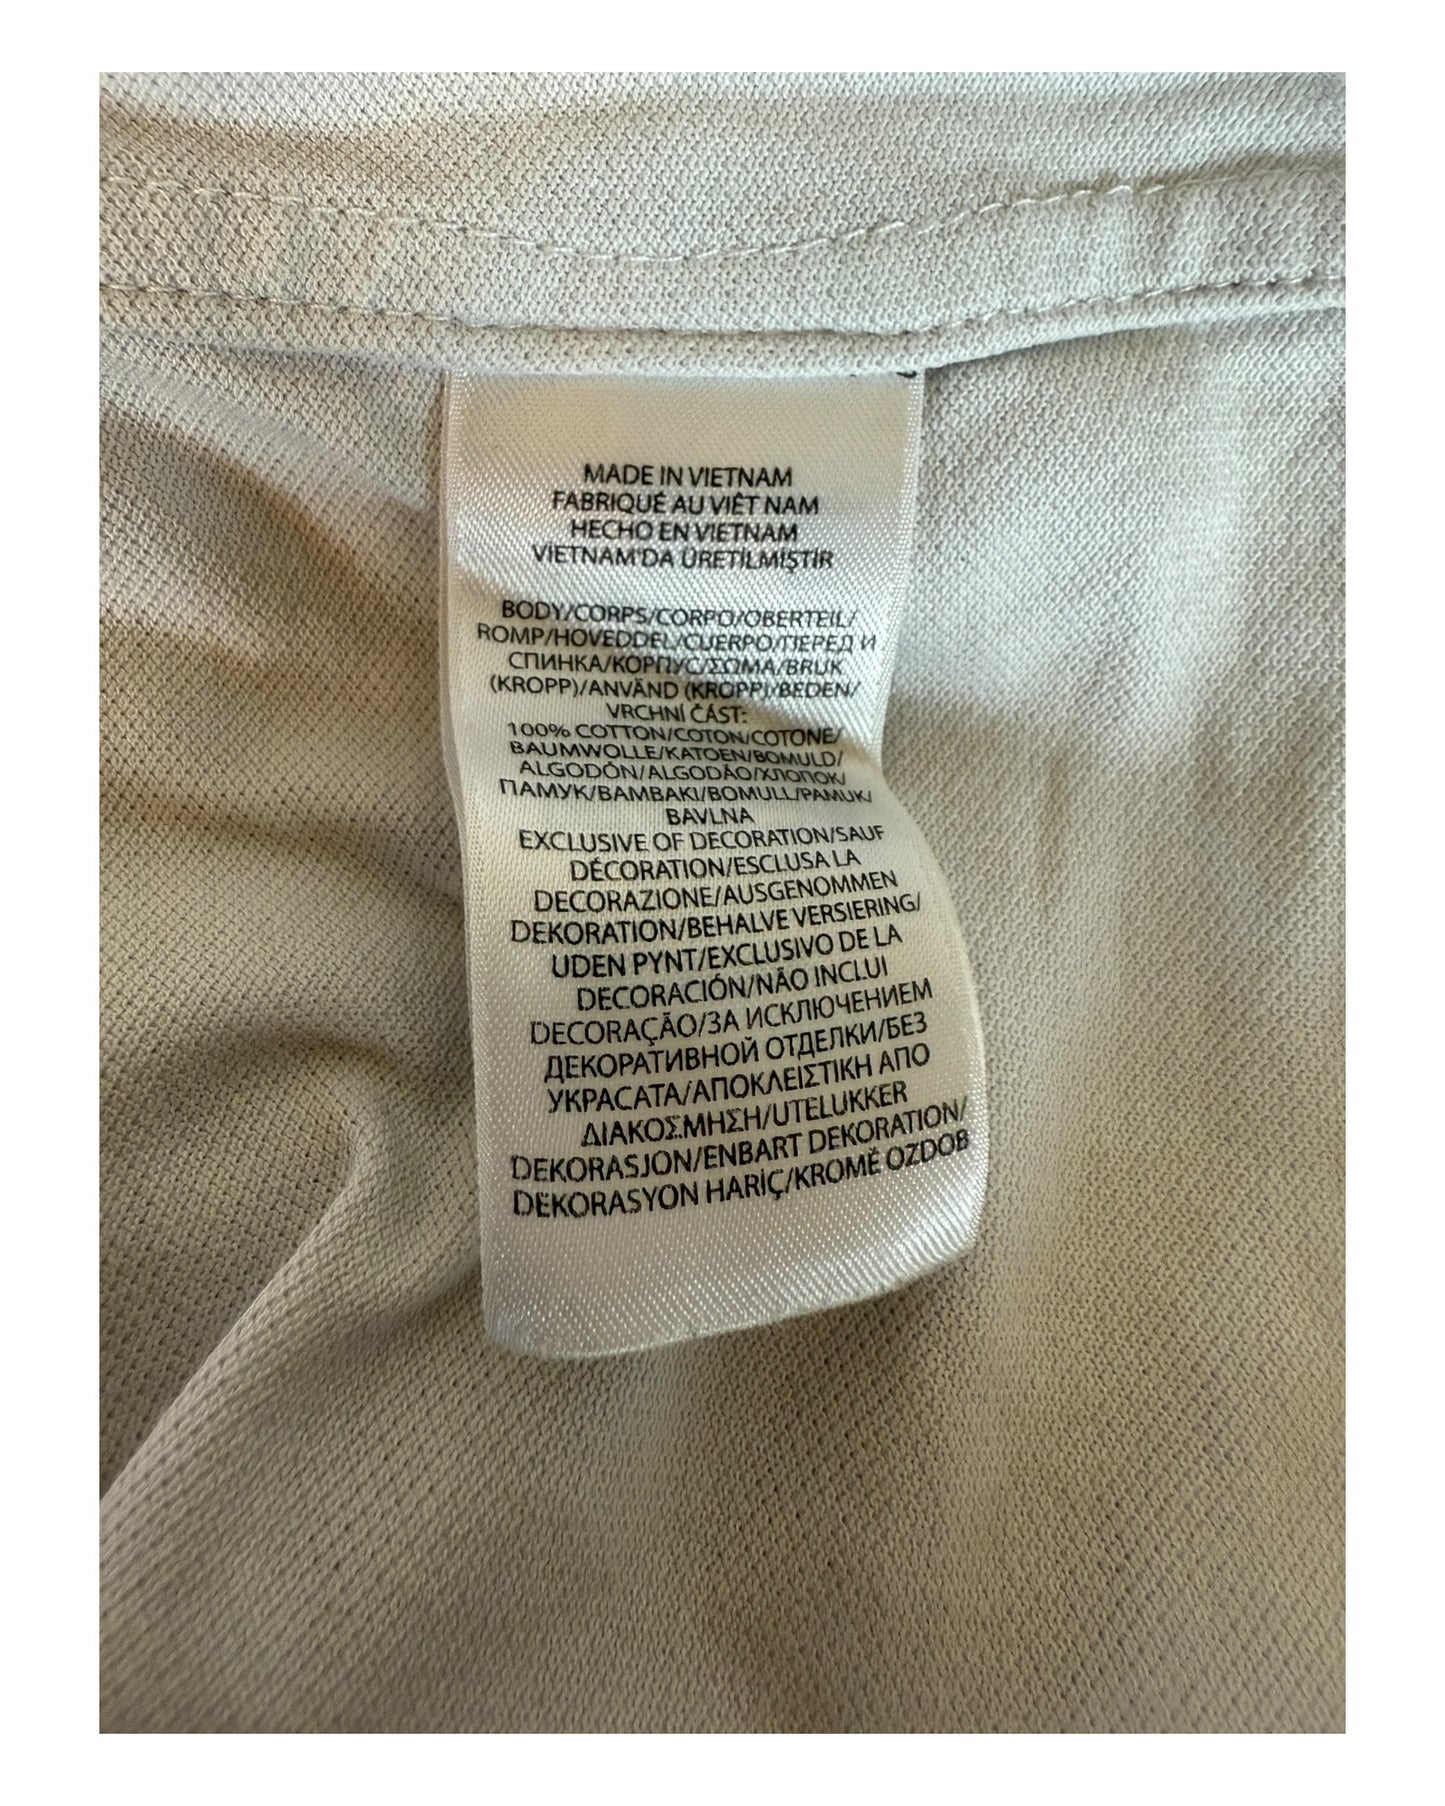 MADE IN VIETNAM
FABRIQUÉ AU VIÊT NAM
HECHO EN VIETNAM
VIETNAM'DA ÜRETİLMİŞTİR
BODY/CORPS/CORPO/OBERTEIL/
ROMP/HOVEDDEL/CUERPO/ПЕРЕД И
СПИНКА/КОРПУС/ΣΩΜΑ/BRUK
(KROPP)/ANVÄND (KROPP)/BEDEN/
VRCHNÍ ČÁST:
100% COTTON/COTON/COTONE/
BAUMWOLLE/KATOEN/BOMULD/
ALGODÓN/ALGODÃO/ХЛОПОК/
ПАМУК/ΒΑΜΒΑΚΙ/BOMULL/PAMUK/
BAVLNA
EXCLUSIVE OF DECORATION/SAUF
DÉCORATION/ESCLUSA LA
DECORAZIONE/AUSGENOMMEN
DEKORATION/BEHALVE VERSIERING/
UDEN PYNT/EXCLUSIVO DE LA
DECORACIÓN/NÃO INCLUI
DECORAÇÃO/ЗА ИСКЛЮЧЕНИЕМ
ДЕКОРАТИВНОЙ ОТДЕЛКИ/БЕЗ
УКРАСАТА/ΑΠΟΚΛΕΙΣΤΙΚΗ ΑΠΟ
ΔΙΑΚΟΣΜΗΣΗ/UTELUKKER
DEKORASJON/ENBART DEKORATION/
DEKORASYON HARİÇ/KROMĚ OZDOB